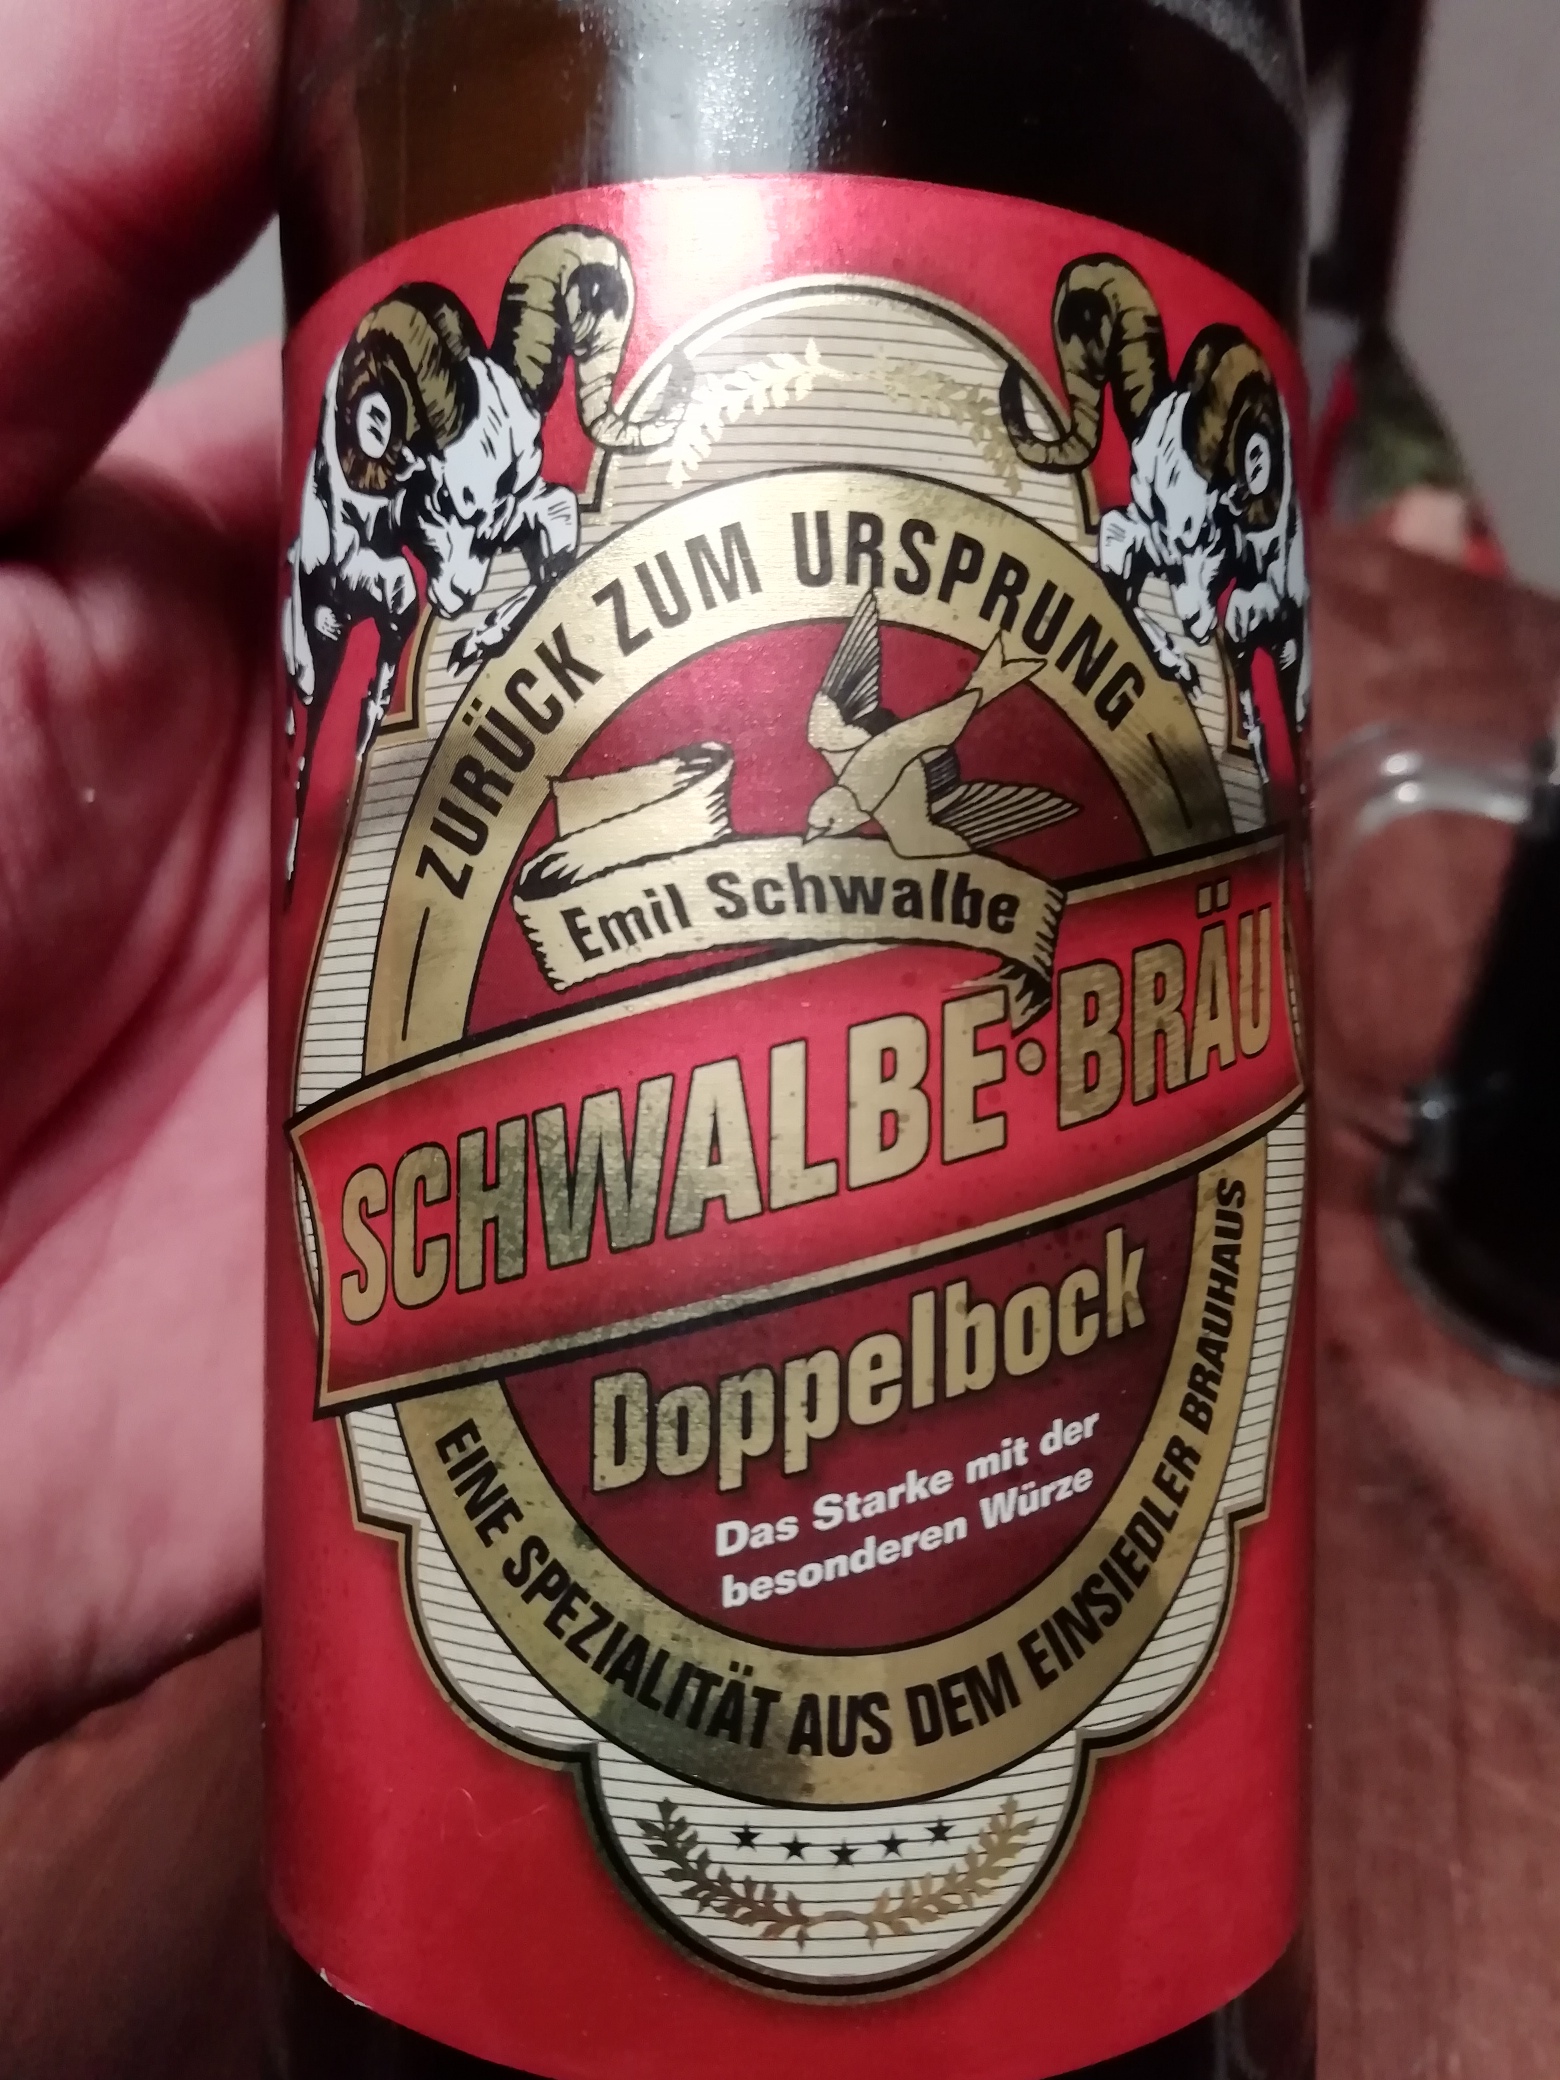 ZURÜCK ZUM URSPRUNG
Emil Schwalbe
SCHWALBE·BRÄU
Doppelbock
Das Starke mit der
besonderen Würze
EINE SPEZIALITÄT AUS DEM EINSIEDLER BRAUHAUS